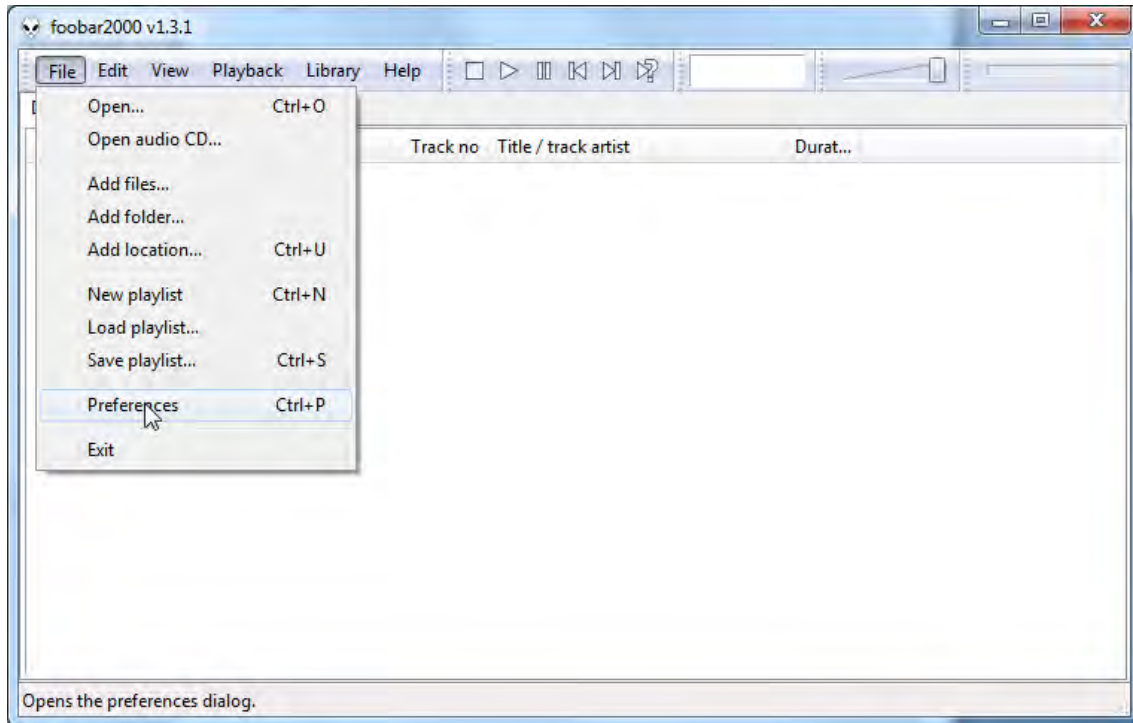 foobar2000 v1.3.1
File Edit View Playback Library Help
Open... Ctrl+O
Open audio CD...
Track no Title / track artist Durat...
Add files...
Add folder...
Add location... Ctrl+U
New playlist Ctrl+N
Load playlist...
Save playlist... Ctrl+S
Preferences Ctrl+P
Exit
Opens the preferences dialog.